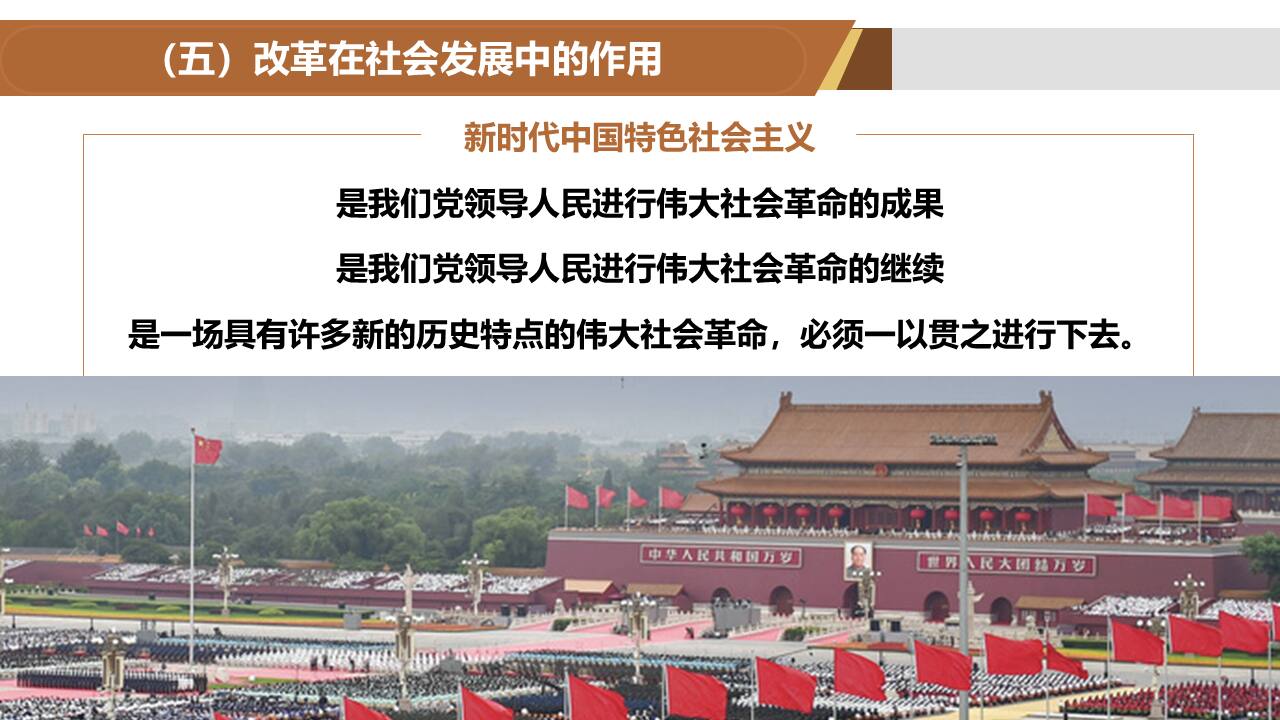 （五）改革在社会发展中的作用
新时代中国特色社会主义
是我们党领导人民进行伟大社会革命的成果
是我们党领导人民进行伟大社会革命的继续
是一场具有许多新的历史特点的伟大社会革命，必须一以贯之进行下去。
中华人民共和国万岁
世界人民大团结万岁